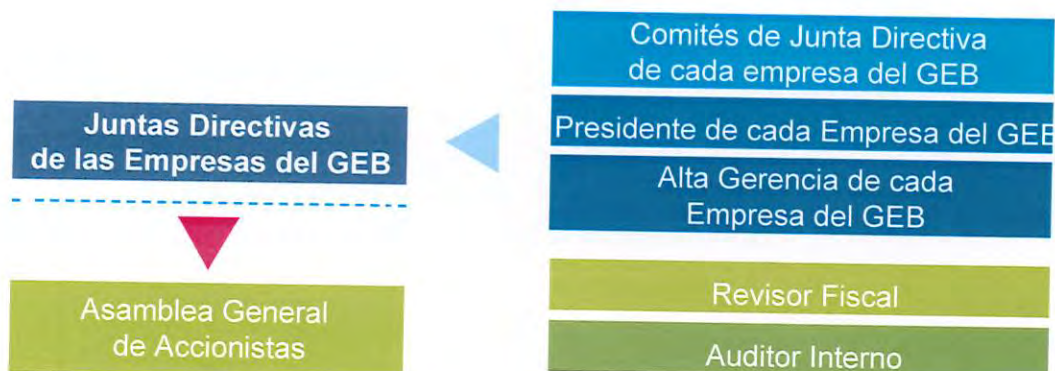 Juntas Directivas
de las Empresas del GEB
Asamblea General
de Accionistas
Comités de Junta Directiva
de cada empresa del GEB
Presidente de cada Empresa del GEB
Alta Gerencia de cada
Empresa del GEB
Revisor Fiscal
Auditor Interno